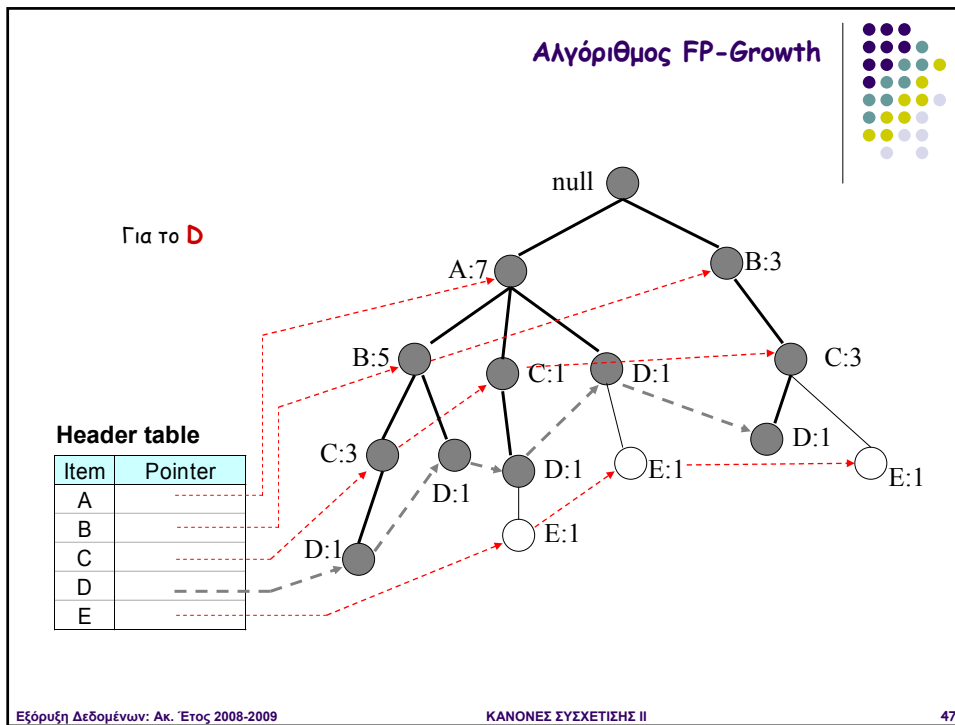 Αλγόριθμος FP-Growth
null
Για το D
A:7
B:3
B:5
C:1
D:1
C:3
Header table
Item Pointer
A
B
C
D
E
C:3
D:1
D:1
E:1
D:1
E:1
D:1
E:1
Εξόρυξη Δεδομένων: Ακ. Έτος 2008-2009 ΚΑΝΟΝΕΣ ΣΥΣΧΕΤΙΣΗΣ II 47